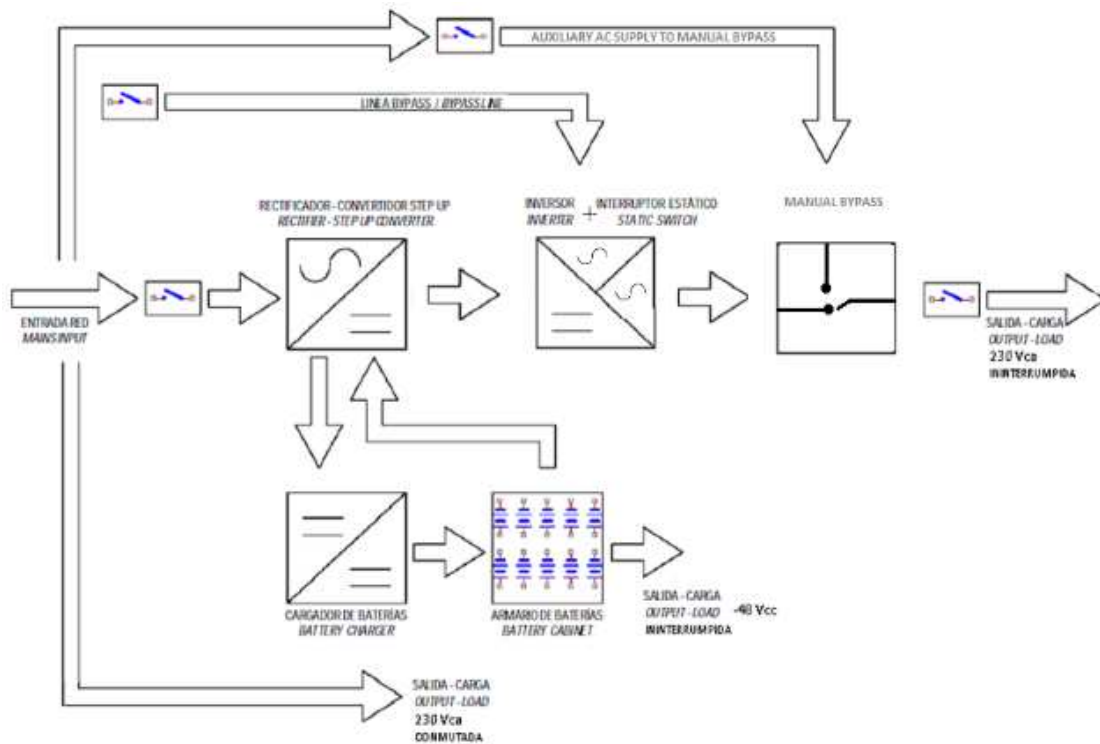 AUXILIARY AC SUPPLY TO MANUAL BYPASS
LINEA BYPASS / BYPASS LINE
RECTIFICADOR - CONVERTIDOR STEP UP
RECTIFIER - STEP UP CONVERTER
INVERSOR + INTERRUPTOR ESTÁTICO
INVERTER STATIC SWITCH
MANUAL BYPASS
ENTRADA RED
MAINS INPUT
SALIDA - CARGA
OUTPUT - LOAD
230 Vca
ININTERRUMPIDA
CARGADOR DE BATERÍAS
BATTERY CHARGER
ARMARIO DE BATERÍAS
BATTERY CABINET
SALIDA - CARGA
OUTPUT - LOAD -48 Vcc
ININTERRUMPIDA
SALIDA - CARGA
OUTPUT - LOAD
230 Vca
CONMUTADA